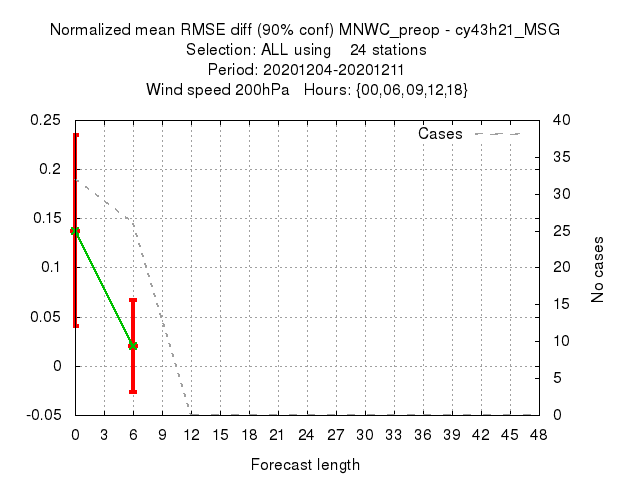 Normalized mean RMSE diff (90% conf) MNWC_preop - cy43h21_MSG
Selection: ALL using 24 stations
Period: 20201204-20201211
Wind speed 200hPa Hours: {00,06,09,12,18}
0.25
0.2
0.15
0.1
0.05
0
-0.05
Cases
40
35
30
25
20
15
10
5
0
No cases
0 3 6 9 12 15 18 21 24 27 30 33 36 39 42 45 48
Forecast length